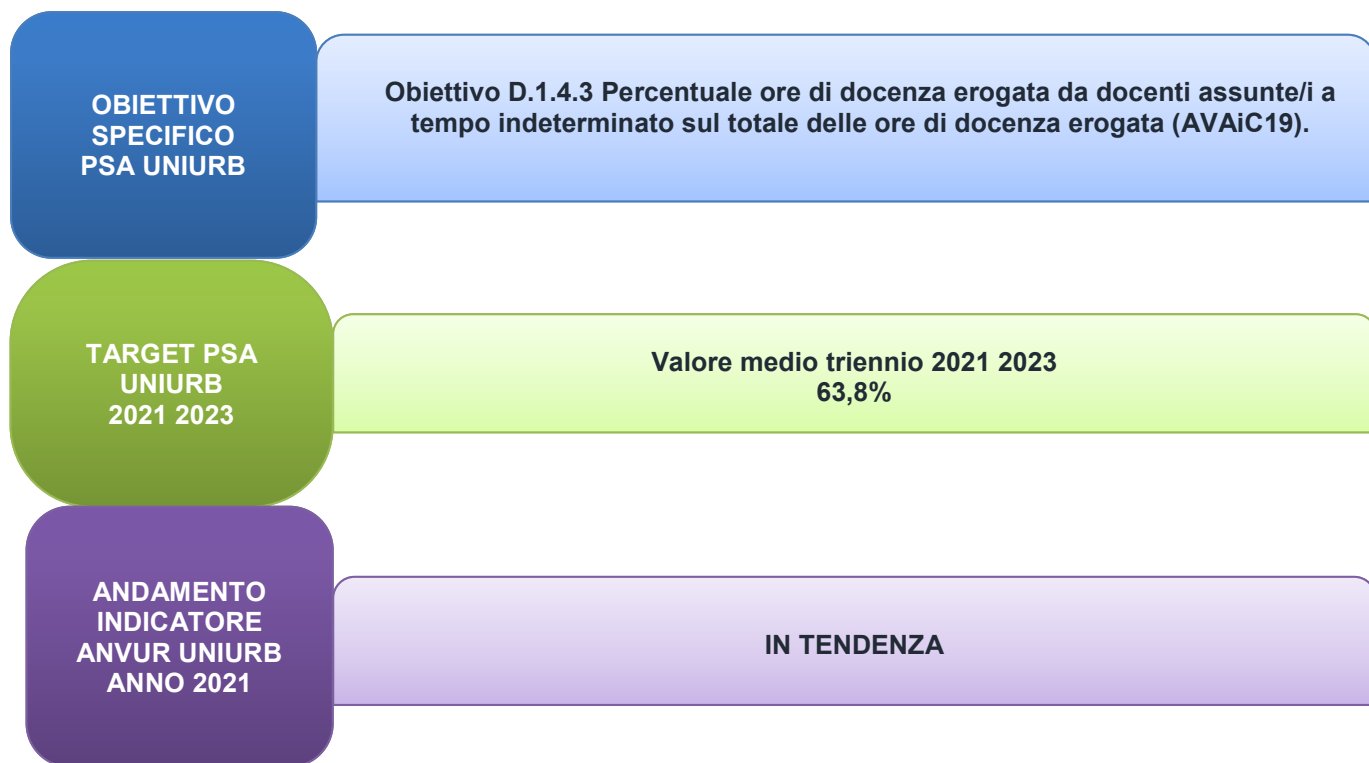 OBIETTIVO
SPECIFICO
PSA UNIURB
Obiettivo D.1.4.3 Percentuale ore di docenza erogata da docenti assunte/i a
tempo indeterminato sul totale delle ore di docenza erogata (AVAiC19).
TARGET PSA
UNIURB
2021 2023
Valore medio triennio 2021 2023
63,8%
ANDAMENTO
INDICATORE
ANVUR UNIURB
ANNO 2021
IN TENDENZA